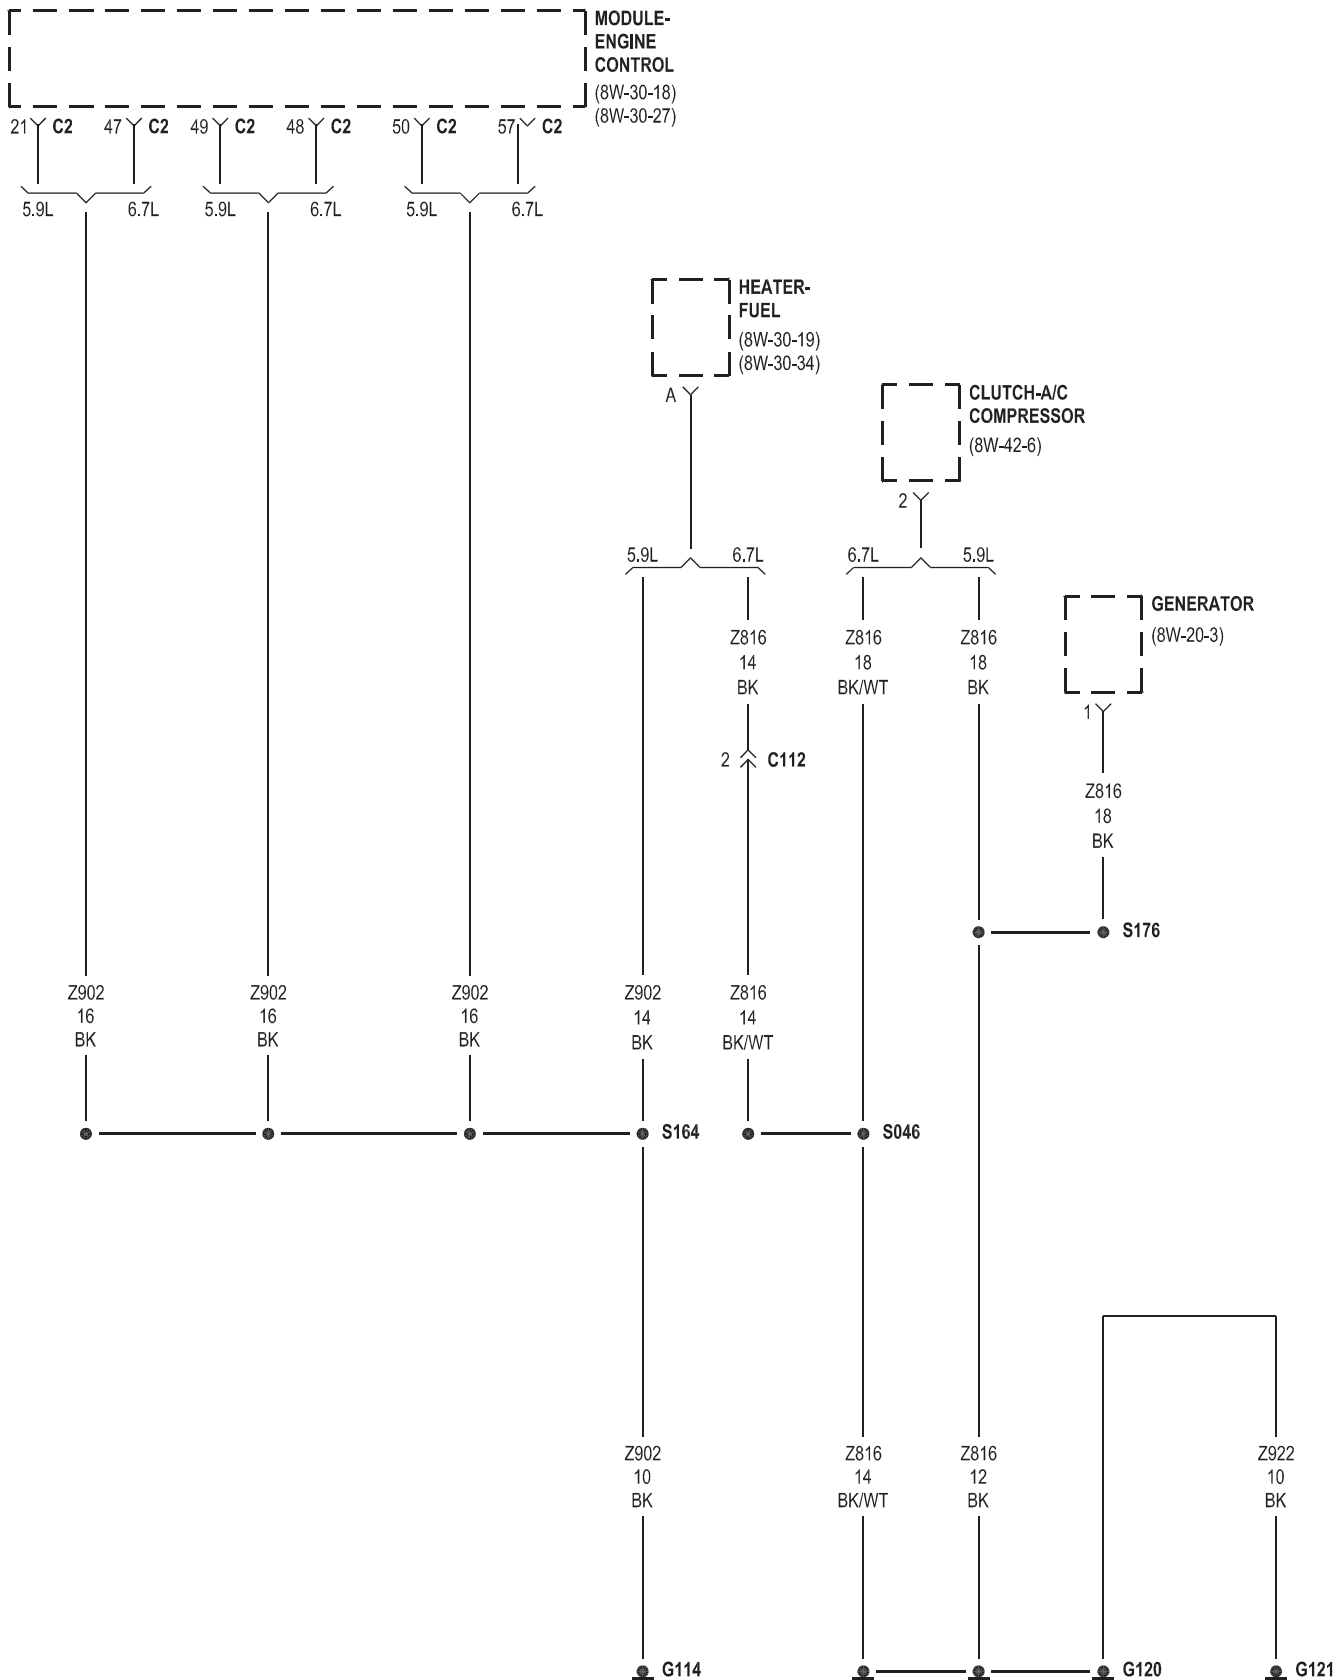 MODULE-
ENGINE
CONTROL
(8W-30-18)
(8W-30-27)
21 C2 47 C2 49 C2 48 C2 50 C2 57 C2
5.9L 6.7L 5.9L 6.7L 5.9L 6.7L
HEATER-
FUEL
(8W-30-19)
(8W-30-34)
A
CLUTCH-A/C
COMPRESSOR
(8W-42-6)
2
5.9L 6.7L 6.7L 5.9L
GENERATOR
(8W-20-3)
1
Z816 Z816 Z816
14 18 18
BK BK/WT BK
2 C112
Z816
18
BK
S176
Z902 Z902 Z902 Z902 Z816
16 16 16 14 14
BK BK BK BK BK/WT
S164 S046
Z902 Z816 Z816 Z922
10 14 12 10
BK BK/WT BK BK
G114 G120 G121